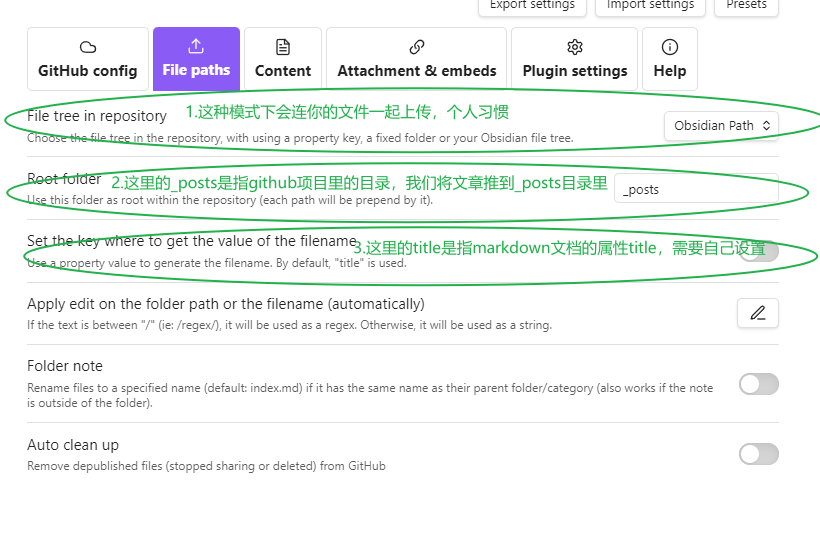 Export settings
Import settings
Presets
GitHub config
File paths
Content
Attachment & embeds
Plugin settings
Help
File tree in repository
1.这种模式下会连你的文件一起上传，个人习惯
Choose the file tree in the repository, with using a property key, a fixed folder or your Obsidian file tree.
Obsidian Path
Root folder
2.这里的_posts是指github项目里的目录，我们将文章推到_posts目录里
Use this folder as root within the repository (each path will be prepend by it).
_posts
Set the key where to get the value of the filename
3.这里的title是指markdown文档的属性title，需要自己设置
Use a property value to generate the filename. By default, "title" is used.
Apply edit on the folder path or the filename (automatically)
If the text is between "/" (ie: /regex/), it will be used as a regex. Otherwise, it will be used as a string.
Folder note
Rename files to a specified name (default: index.md) if it has the same name as their parent folder/category (also works if the note
is outside of the folder).
Auto clean up
Remove depublished files (stopped sharing or deleted) from GitHub